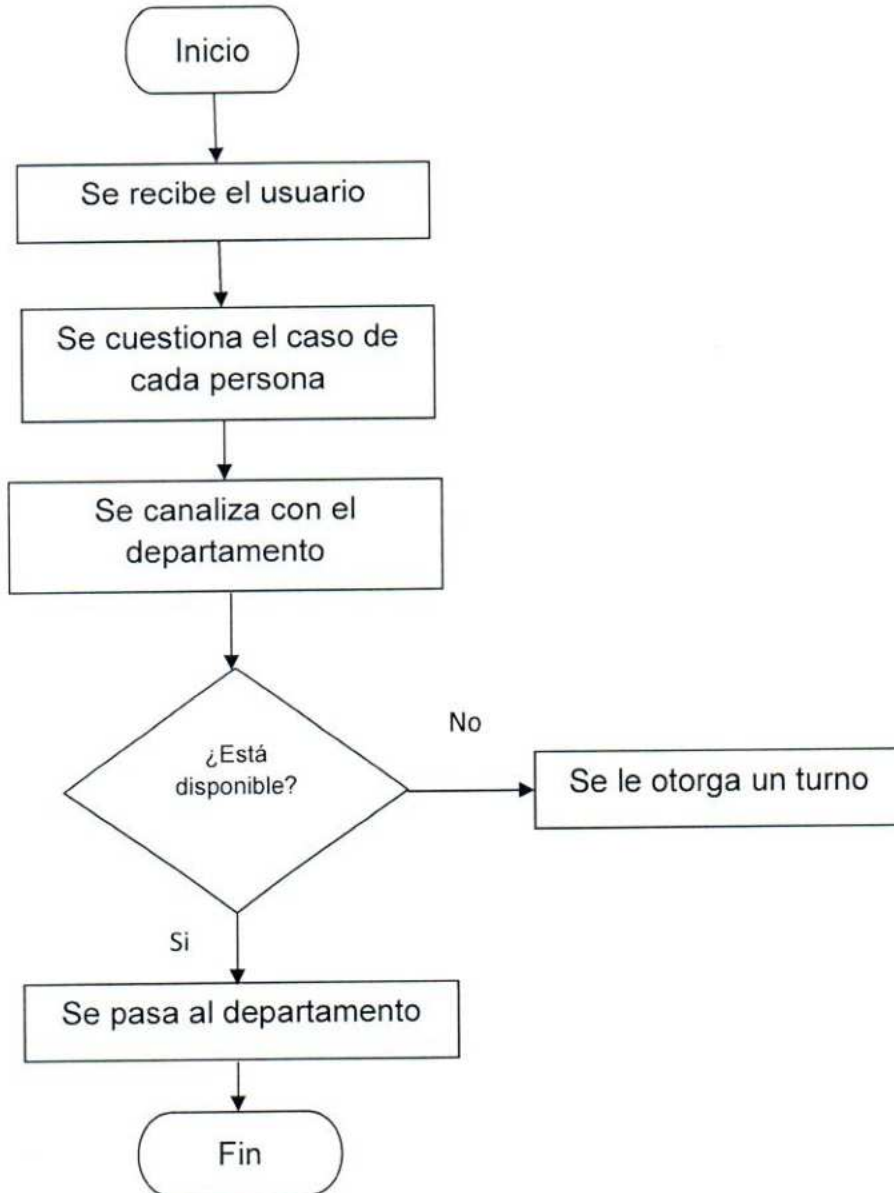 Inicio
Se recibe el usuario
Se cuestiona el caso de
cada persona
Se canaliza con el
departamento
¿Está
disponible?
No
Se le otorga un turno
Si
Se pasa al departamento
Fin